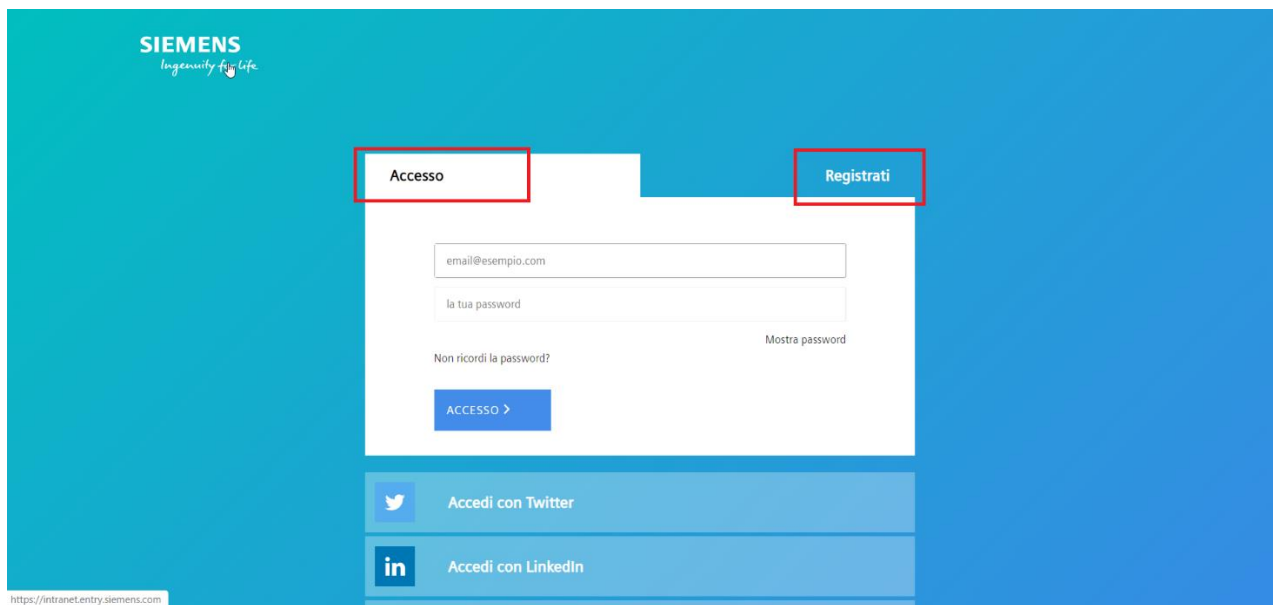 SIEMENS
Ingenuity for life
Accesso
Registrati
email@esempio.com
la tua password
Mostra password
Non ricordi la password?
ACCESSO
Accedi con Twitter
in
Accedi con LinkedIn
https://intranet.entry.siemens.com